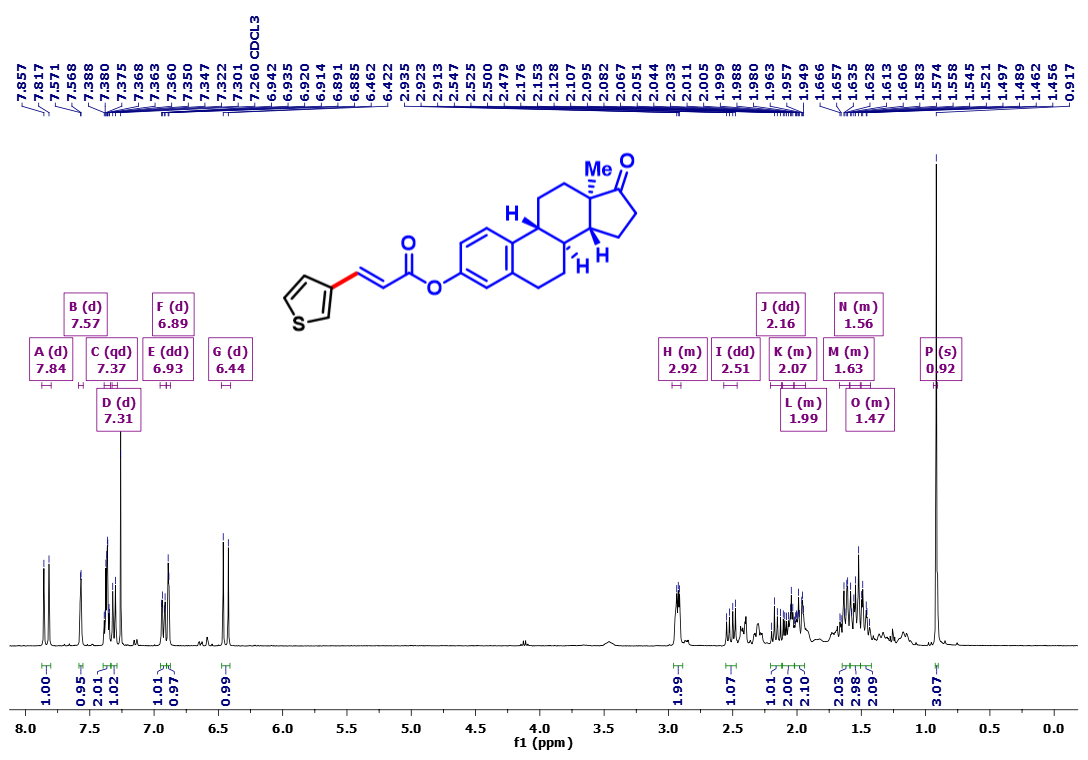 7.857 7.817 7.571 7.568 7.388 7.380 7.375 7.368 7.363 7.360 7.350 7.347 7.322 7.301 7.260 CDCL3 6.942 6.935 6.920 6.914 6.891 6.885 6.462 6.422 2.935 2.923 2.913 2.547 2.525 2.500 2.479 2.176 2.153 2.128 2.107 2.095 2.082 2.067 2.051 2.044 2.033 2.011 2.005 1.999 1.988 1.980 1.963 1.957 1.949 1.666 1.657 1.635 1.628 1.613 1.606 1.583 1.574 1.558 1.545 1.521 1.497 1.489 1.462 1.456 0.917
Me O
H
O
H
H
O
S
B (d)
7.57
F (d)
6.89
J (dd)
2.16
N (m)
1.56
A (d)
7.84
C (qd)
7.37
E (dd)
6.93
G (d)
6.44
H (m)
2.92
I (dd)
2.51
K (m)
2.07
M (m)
1.63
P (s)
0.92
D (d)
7.31
L (m)
1.99
O (m)
1.47
1.00 0.95 2.01 1.02 1.01 0.97 0.99 1.99 1.07 1.01 2.00 2.10 2.03 2.98 2.09 3.07
8.0 7.5 7.0 6.5 6.0 5.5 5.0 4.5 4.0 3.5 3.0 2.5 2.0 1.5 1.0 0.5 0.0
f1 (ppm)